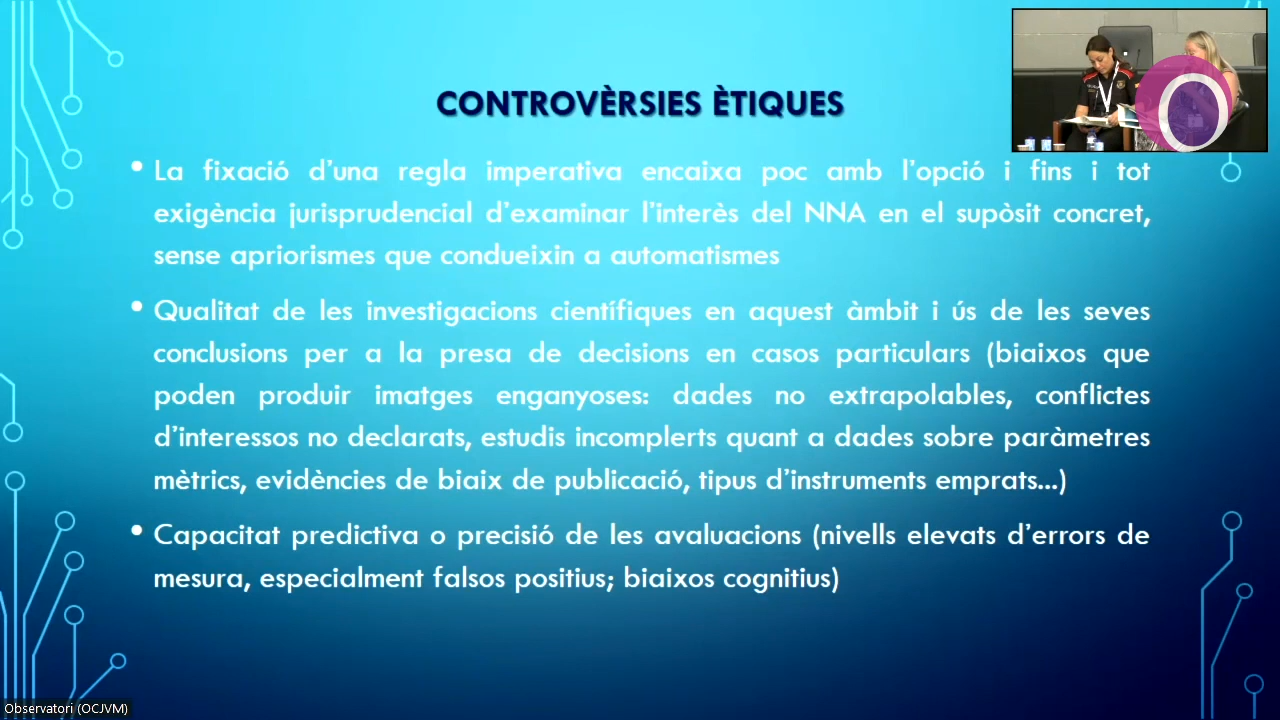 CONTROVÈRSIES ÈTIQUES
• La fixació d'una regla imperativa encaixa poc amb l'opció i fins i tot
exigència jurisprudencial d'examinar l'interès del NNA en el supòsit concret,
sense apriorismes que condueixin a automatismes
• Qualitat de les investigacions científiques en aquest àmbit i ús de les seves
conclusions per a la presa de decisions en casos particulars (biaixos que
poden produir imatges enganyoses: dades no extrapolables, conflictes
d'interessos no declarats, estudis incomplerts quant a dades sobre paràmetres
mètrics, evidències de biaix de publicació, tipus d'instruments emprats...)
• Capacitat predictiva o precisió de les avaluacions (nivells elevats d'errors de
mesura, especialment falsos positius; biaixos cognitius)
Observatori (OCJVM)